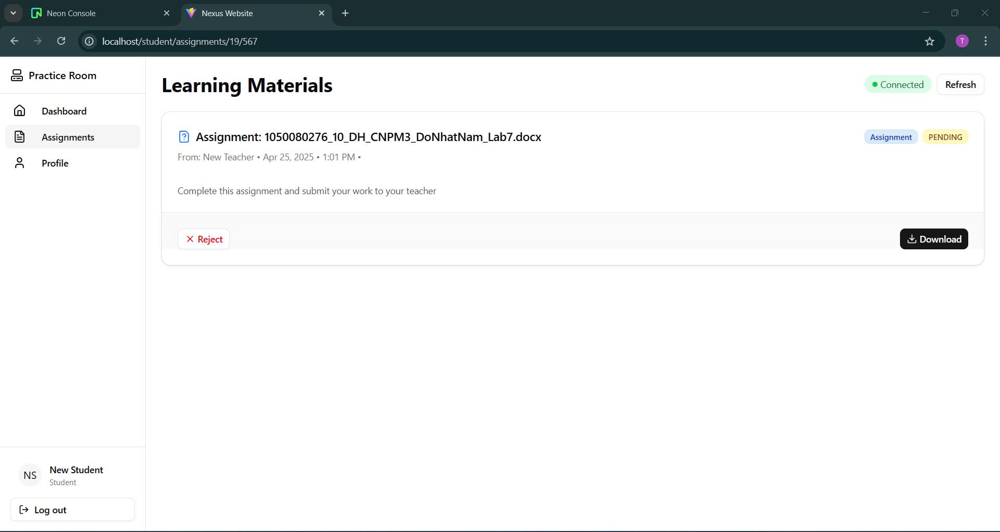 Neon Console
Nexus Website
localhost/student/assignments/19/567
T
Practice Room
Dashboard
Assignments
Profile
Learning Materials
Connected
Refresh
Assignment: 1050080276_10_DH_CNPM3_DoNhatNam_Lab7.docx
Assignment
PENDING
From: New Teacher • Apr 25, 2025 • 1:01 PM •
Complete this assignment and submit your work to your teacher
Reject
Download
NS
New Student
Student
Log out